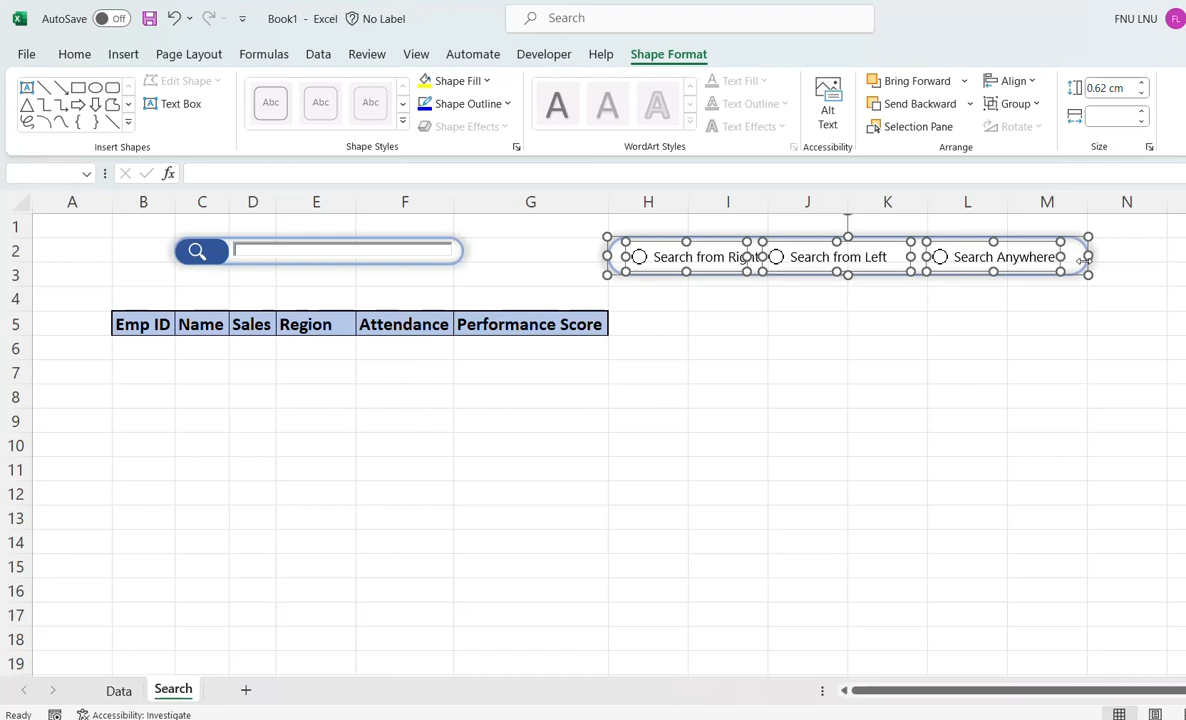 AutoSave Off Book1 - Excel No Label Search FNU LNU FL
File Home Insert Page Layout Formulas Data Review View Automate Developer Help Shape Format
Edit Shape
Text Box
Insert Shapes
Abc Abc Abc
Shape Fill
Shape Outline
Shape Effects
Shape Styles
A A A
Text Fill
Text Outline
Text Effects
WordArt Styles
Alt
Text
Accessibility
Bring Forward
Send Backward
Selection Pane
Align
Group
Rotate
Arrange
0.62 cm
Size
fx
A B C D E F G H I J K L M N
1
2
3
4
5
6
7
8
9
10
11
12
13
14
15
16
17
18
19
Search from Right Search from Left Search Anywhere
Emp ID Name Sales Region Attendance Performance Score
Data Search +
Ready Accessibility: Investigate